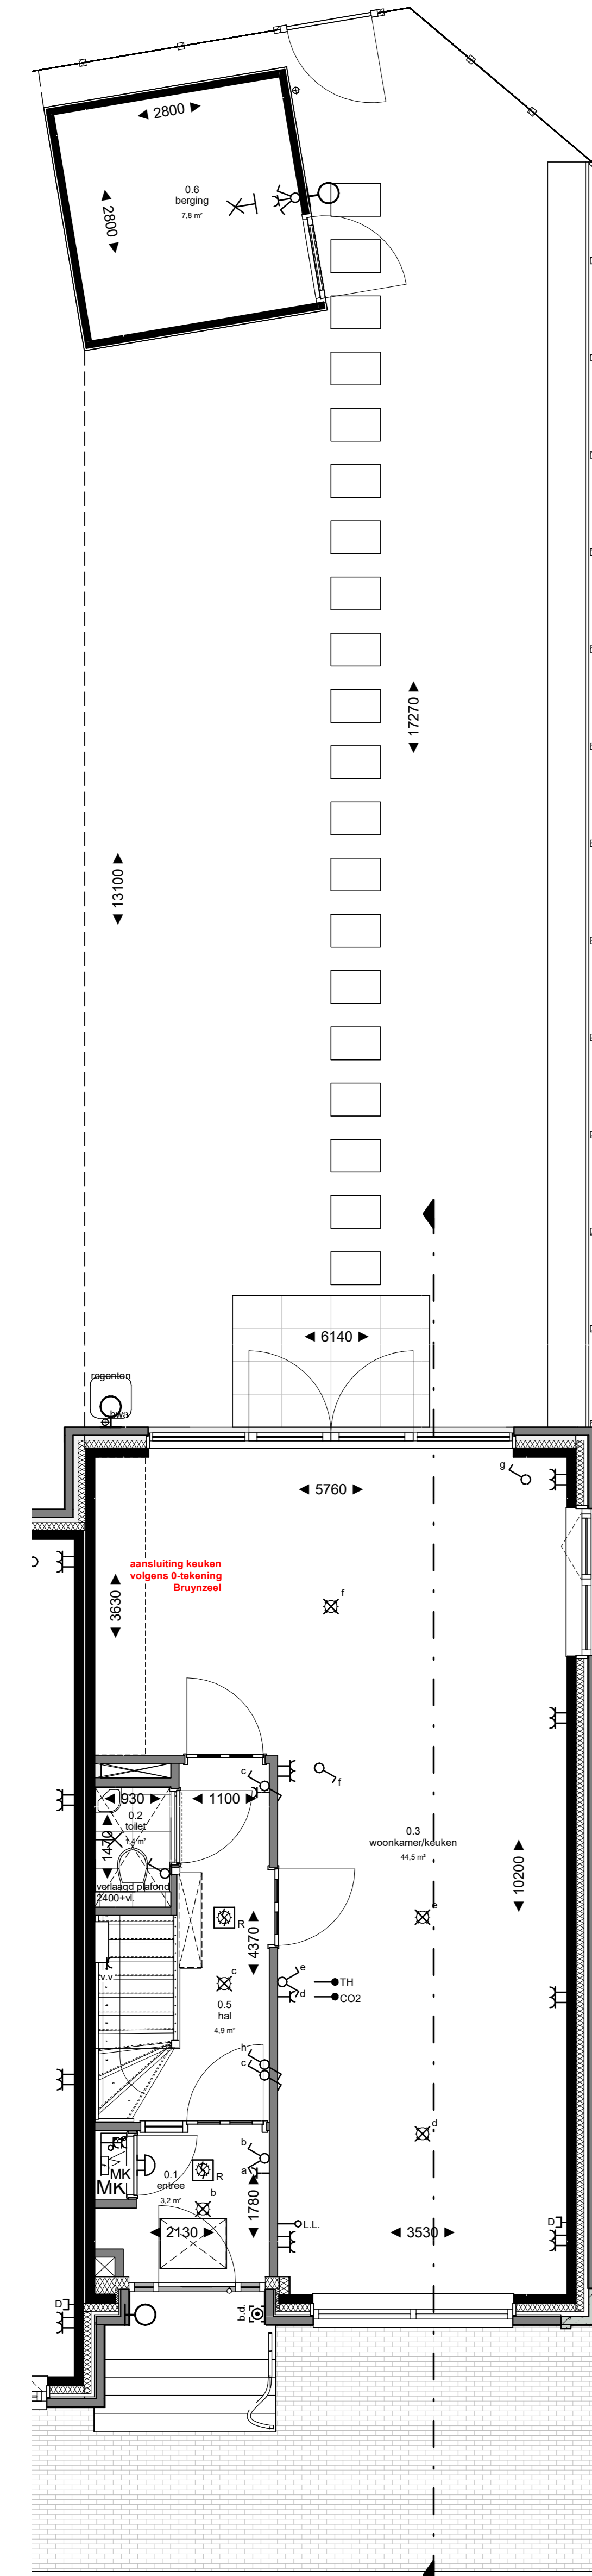 2800
0.6
berging
7,8 m²
2800
17270
13100
6140
regenton
hwa
g
5760
aansluiting keuken
volgens 0-tekening
Bruynzeel
3630
f
c
f
930
1100
0.2
toilet
1,4 m²
1470
0.3
woonkamer/keuken
44,5 m²
10200
verlaagd plafond
2400+vl.
e
R
4370
v.v.
c
e
TH
d
CO2
0.5
hal
4,9 m²
h
c
d
b
MK
MK
a
0.1
entree
3,2 m²
R
b
1780
L.L.
D
2130
3530
D
b.d.